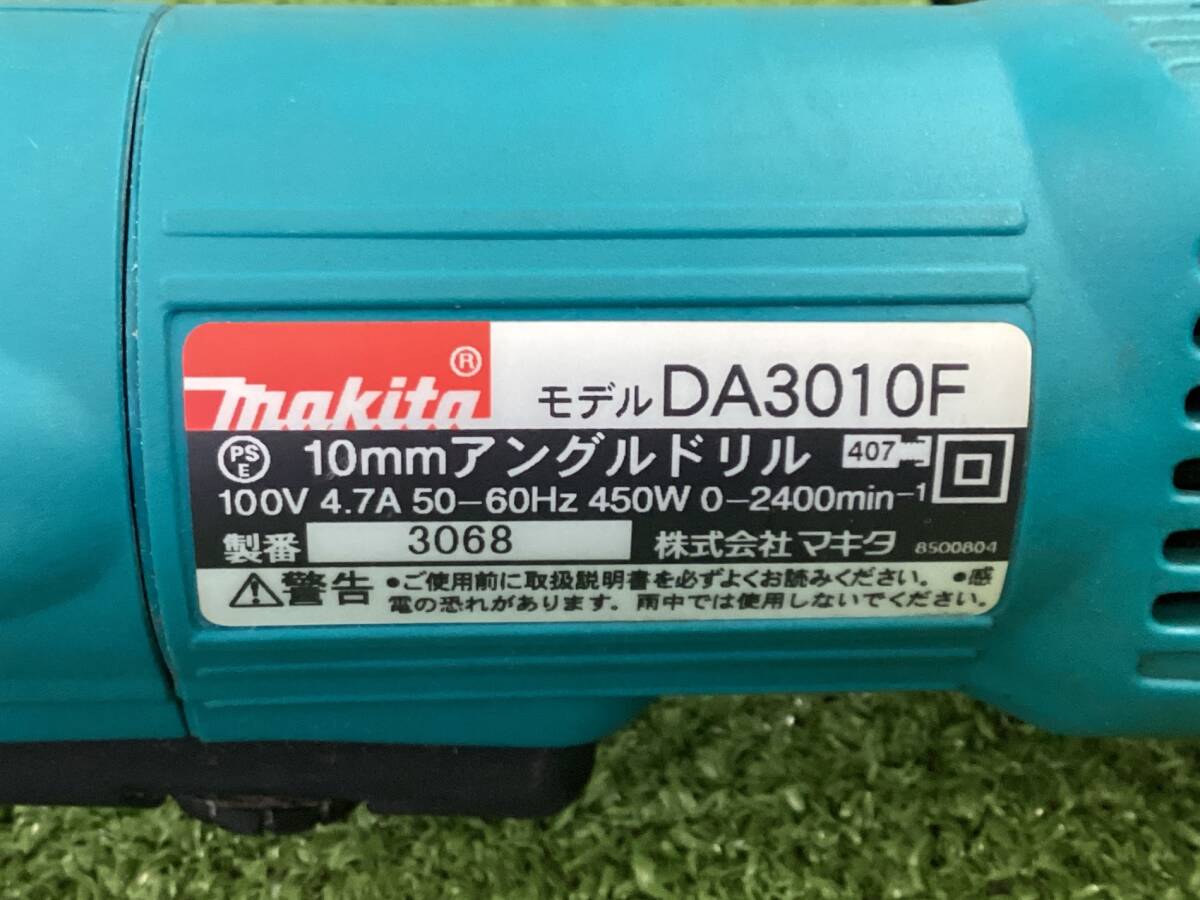 makita®
モデル DA3010F
PSE 10mmアングルドリル 407
100V 4.7A 50-60Hz 450W 0-2400min-1
製番 3068 株式会社 マキタ 8500804
⚠警告 •ご使用前に取扱説明書を必ずよくお読みください。 •感
電の恐れがあります。雨中では使用しないでください。